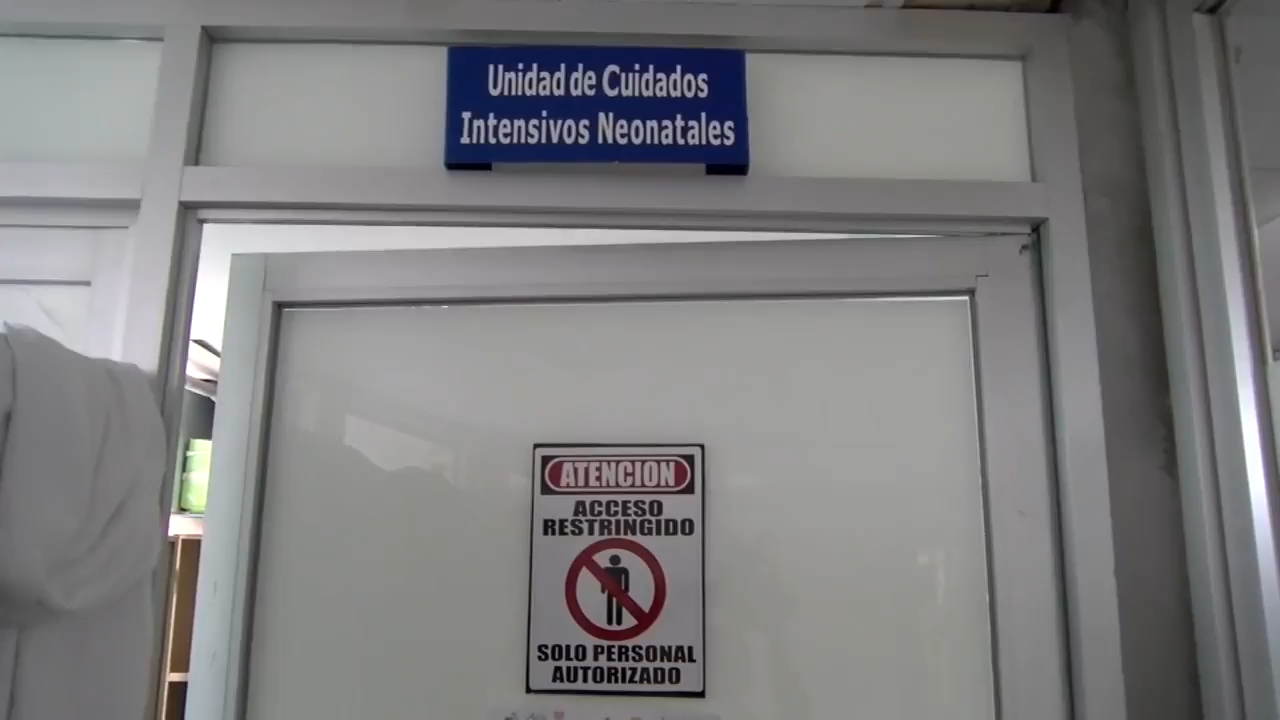 Unidad de Cuidados
Intensivos Neonatales
ATENCION
ACCESO
RESTRINGIDO
SOLO PERSONAL
AUTORIZADO